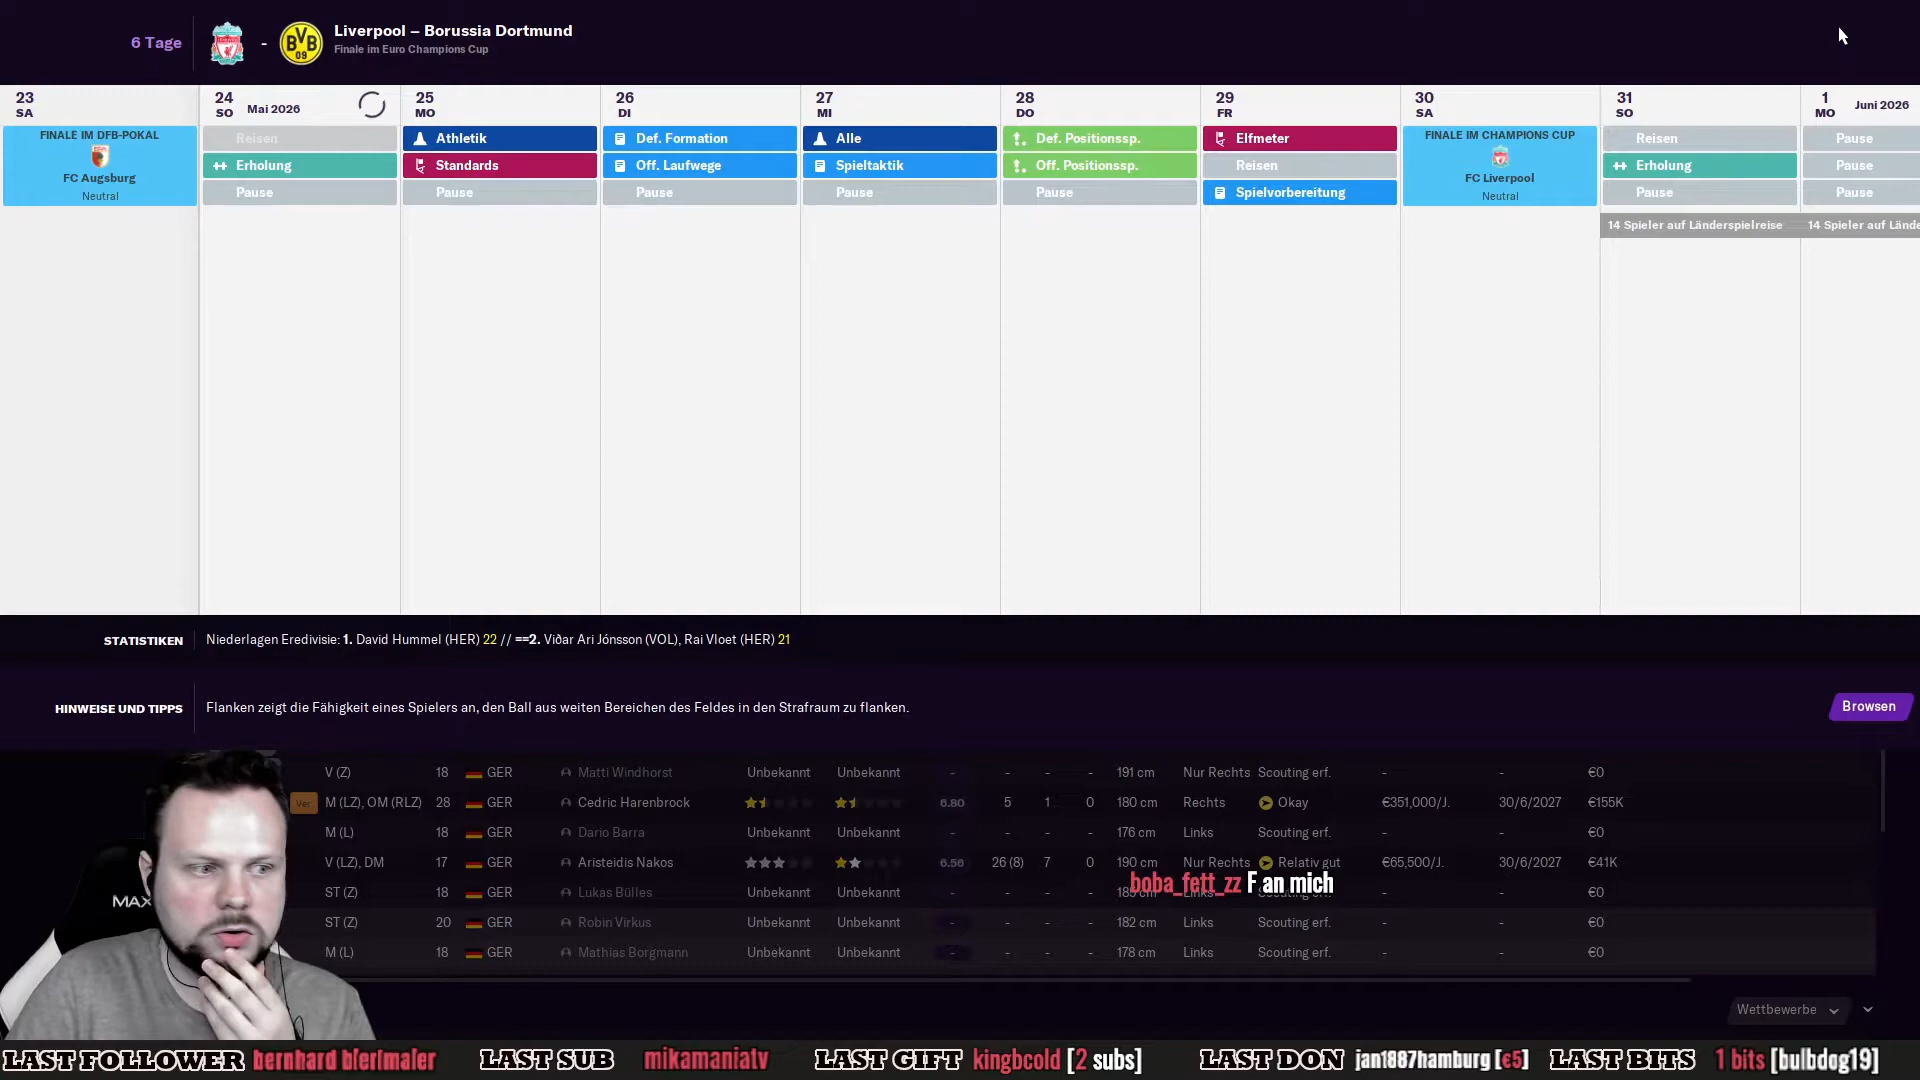 6 Tage
-
Liverpool – Borussia Dortmund
Finale im Euro Champions Cup
BVB 09
23 SA
24 SO Mai 2026
25 MO
26 DI
27 MI
28 DO
29 FR
30 SA
31 SO
1 MO Juni 2026
FINALE IM DFB-POKAL
FC Augsburg
Neutral
Reisen
Erholung
Pause
Athletik
Standards
Pause
Def. Formation
Off. Laufwege
Pause
Alle
Spieltaktik
Pause
Def. Positionssp.
Off. Positionssp.
Pause
Elfmeter
Reisen
Spielvorbereitung
FINALE IM CHAMPIONS CUP
FC Liverpool
Neutral
Reisen
Erholung
Pause
Pause
Pause
Pause
14 Spieler auf Länderspielreise 14 Spieler auf Lände
STATISTIKEN Niederlagen Eredivisie: 1. David Hummel (HER) 22 // ==2. Viðar Ari Jónsson (VOL), Rai Vloet (HER) 21
HINWEISE UND TIPPS Flanken zeigt die Fähigkeit eines Spielers an, den Ball aus weiten Bereichen des Feldes in den Strafraum zu flanken. Browsen
V (Z) 18 GER Matti Windhorst Unbekannt Unbekannt - - - - 191 cm Nur Rechts Scouting erf. - - €0
Ver M (LZ), OM (RLZ) 28 GER Cedric Harenbrock 6.80 5 1 0 180 cm Rechts Okay €351,000/J. 30/6/2027 €155K
M (L) 18 GER Dario Barra Unbekannt Unbekannt - - - - 176 cm Links Scouting erf. - - €0
V (LZ), DM 17 GER Aristeidis Nakos 6.56 26 (8) 7 0 190 cm Nur Rechts Relativ gut €65,500/J. 30/6/2027 €41K
boba_fett_zz F an mich
ST (Z) 18 GER Lukas Bülles Unbekannt Unbekannt - - - - cm Links Scouting erf. - - €0
ST (Z) 20 GER Robin Virkus Unbekannt Unbekannt - - - - 182 cm Links Scouting erf. - - €0
M (L) 18 GER Mathias Borgmann Unbekannt Unbekannt - - - - 178 cm Links Scouting erf. - - €0
MAX
Wettbewerbe
LAST FOLLOWER bernhard bierlmaier LAST SUB mikamaniatv LAST GIFT kingbcold [2 subs] LAST DON jan1887hamburg [€5] LAST BITS 1 bits [bulbdog19]